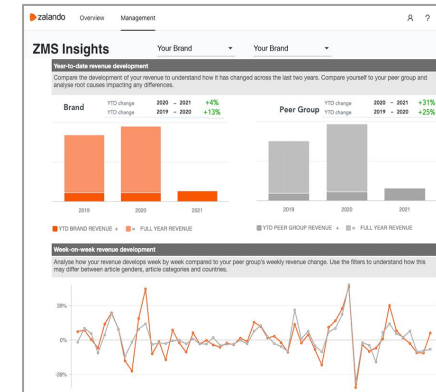 zalando Overview Management ?
ZMS Insights Your Brand Your Brand
Year-to-date revenue development
Compare the development of your revenue to understand how it has changed across the last two years. Compare yourself to your peer group and
analyse root causes impacting any differences.
Brand YTD change 2020 - 2021 +4%
YTD change 2019 - 2020 +13%
Peer Group YTD change 2020 - 2021 +31%
YTD change 2019 - 2020 +25%
2019 2020 2021
2019 2020 2021
YTD BRAND REVENUE + = FULL YEAR REVENUE
YTD PEER GROUP REVENUE + = FULL YEAR REVENUE
Week-on-week revenue development
Analyse how your revenue develops week by week compared to your peer group's weekly revenue change. Use the filters to understand how this
may differ between article genders, article categories and countries.
28%
0%
-28%